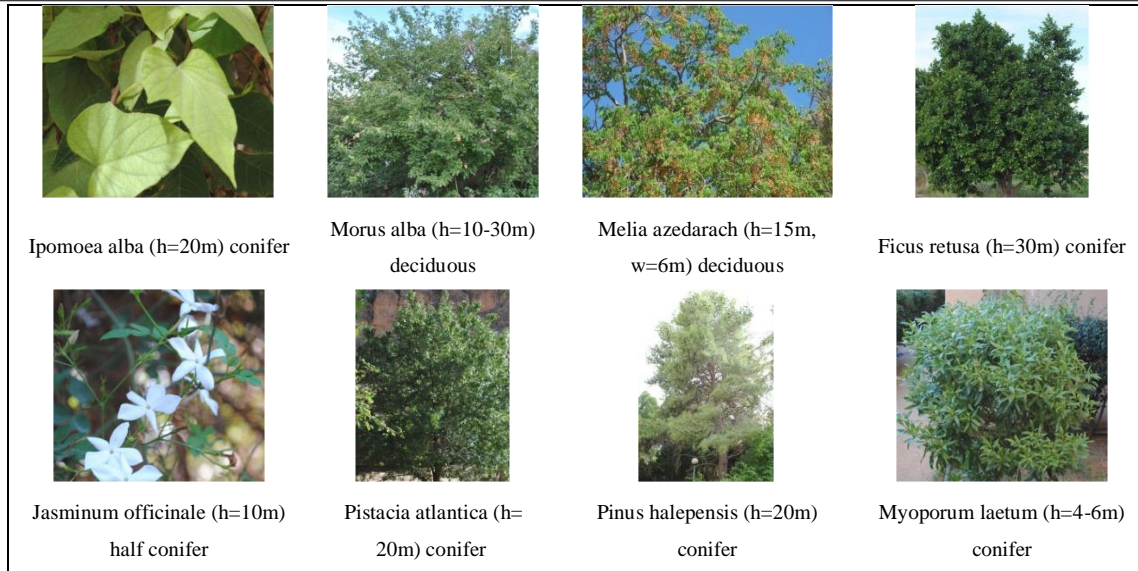 Ipomoea alba (h=20m) conifer
Morus alba (h=10-30m)
deciduous
Melia azedarach (h=15m,
w=6m) deciduous
Ficus retusa (h=30m) conifer
Jasminum officinale (h=10m)
half conifer
Pistacia atlantica (h=
20m) conifer
Pinus halepensis (h=20m)
conifer
Myoporum laetum (h=4-6m)
conifer